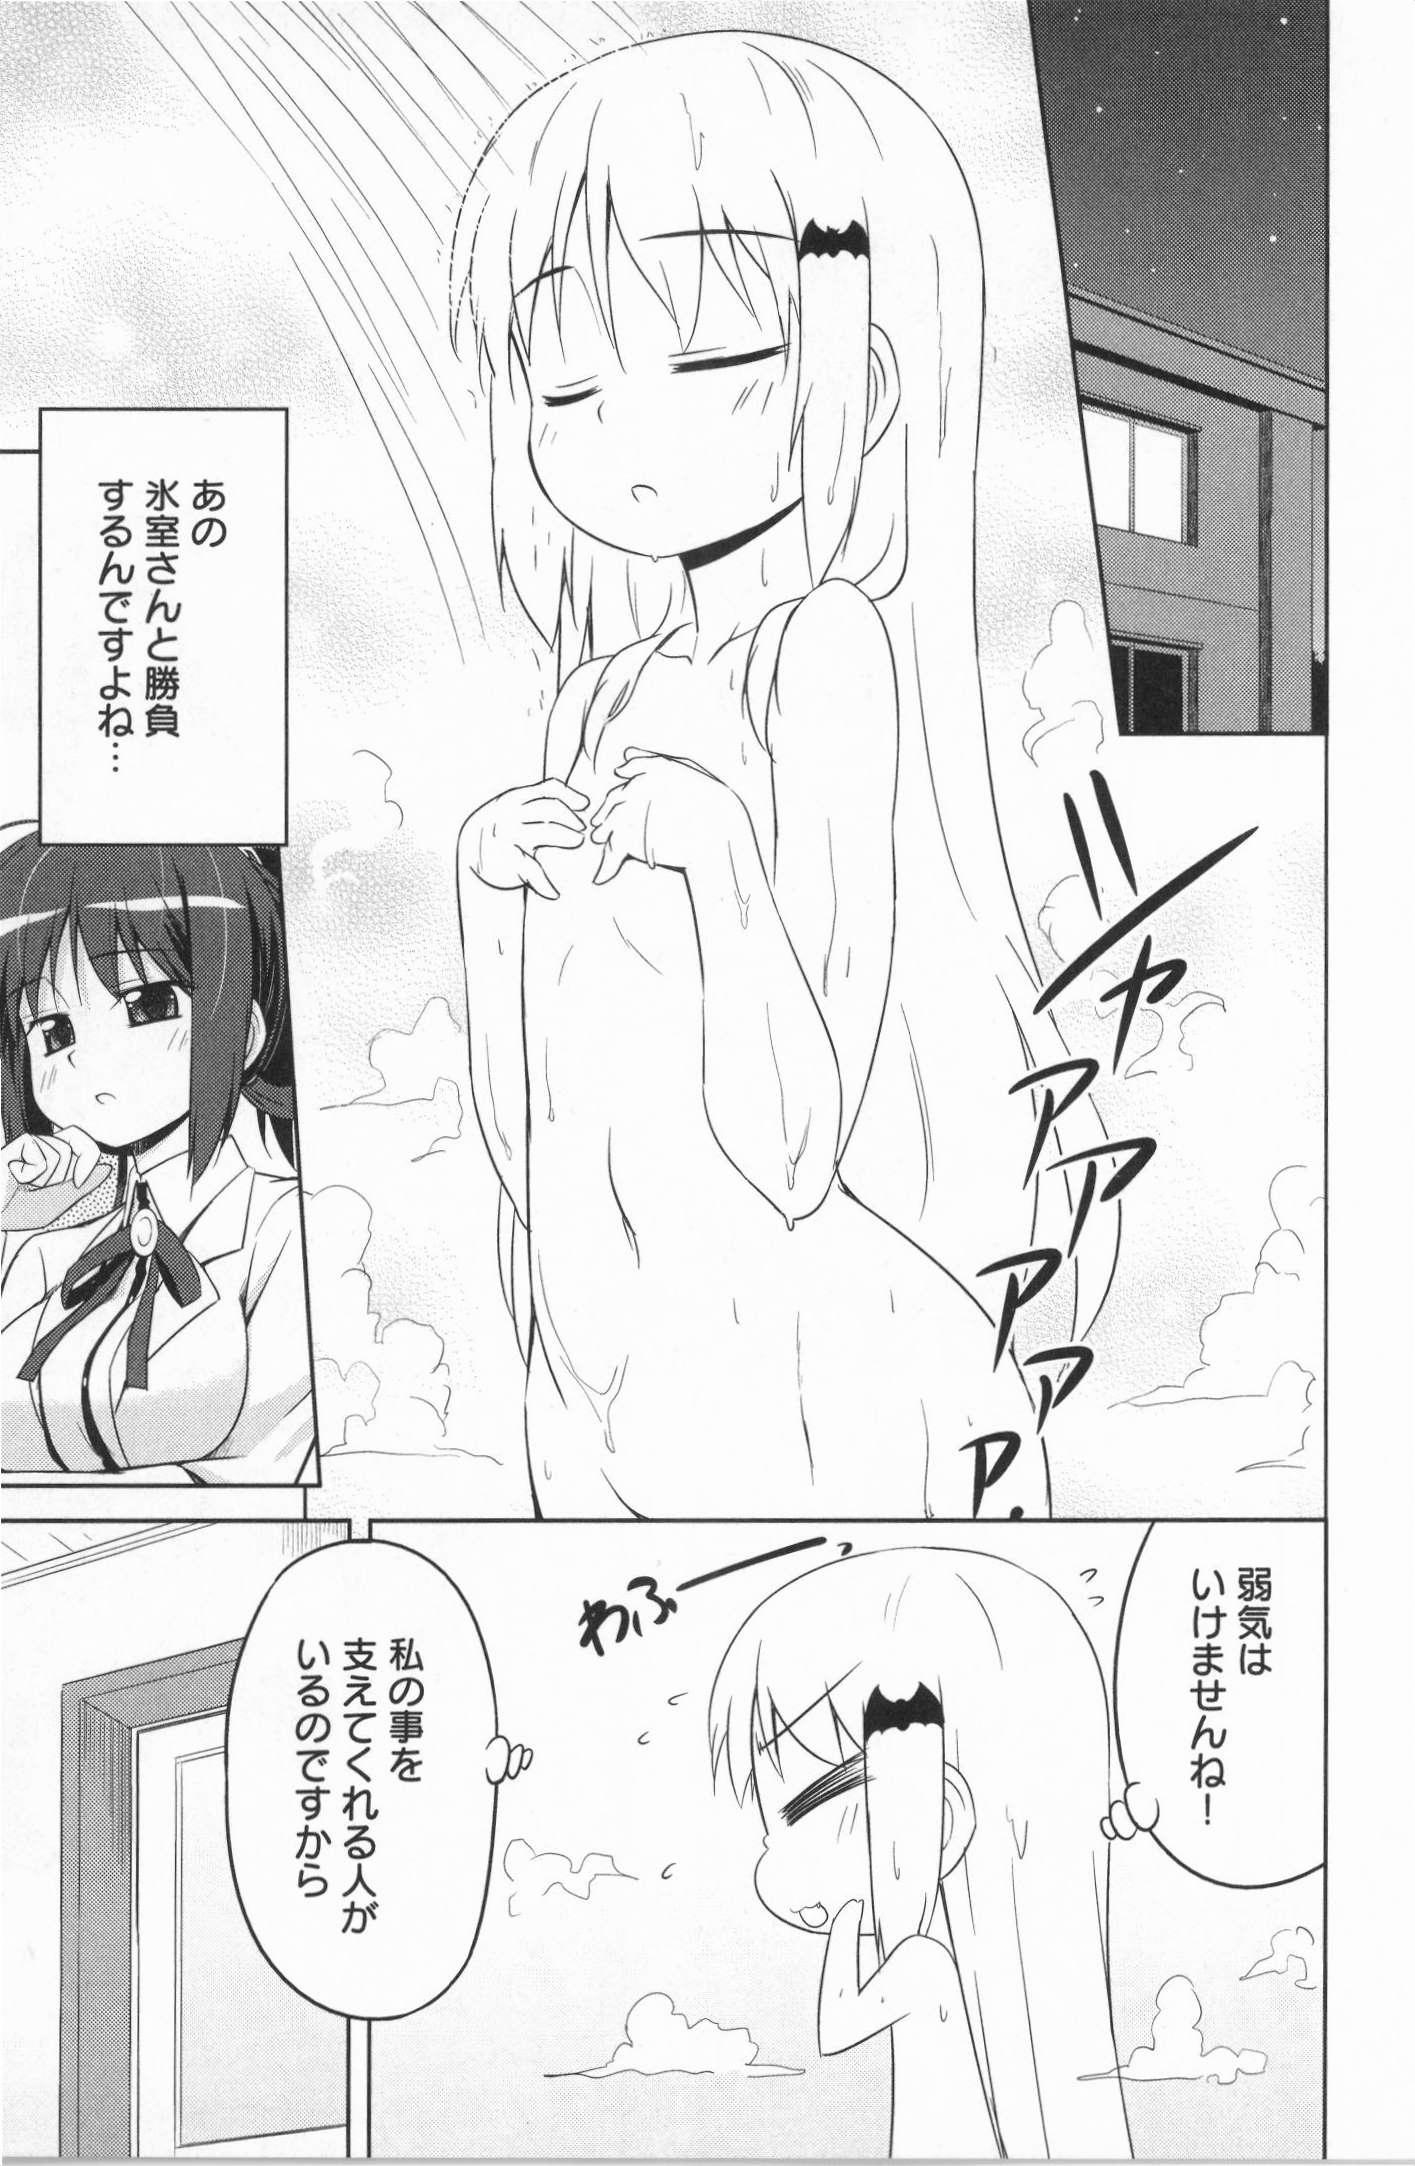 シャアアアアア.
あの
氷室さんと勝負
するんですよね…
弱気は
いけませんね!
わふー
私の事を
支えてくれる人が
いるのですから